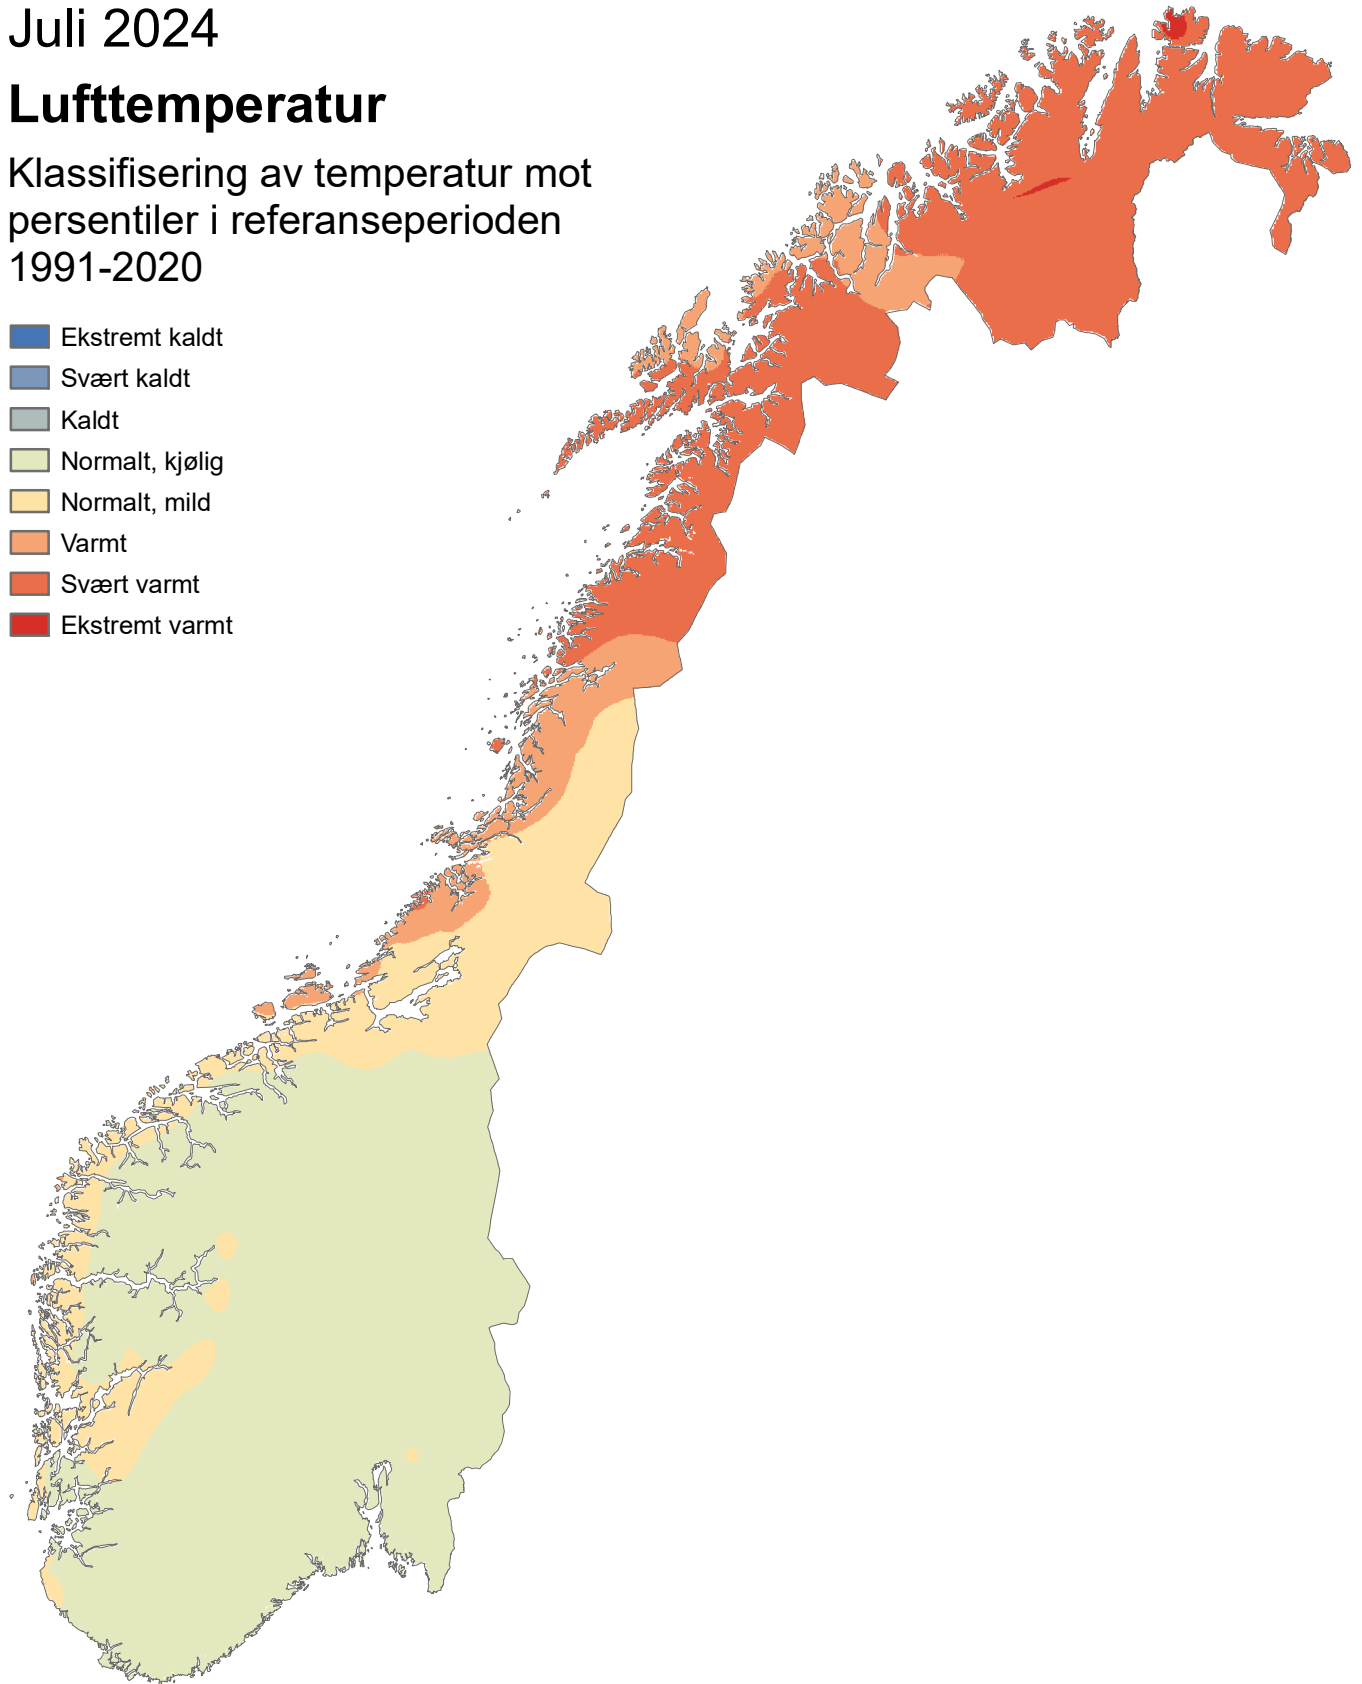 Juli 2024
Lufttemperatur
Klassifisering av temperatur mot
persentiler i referanseperioden
1991-2020
Ekstremt kaldt
Svært kaldt
Kaldt
Normalt, kjølig
Normalt, mild
Varmt
Svært varmt
Ekstremt varmt